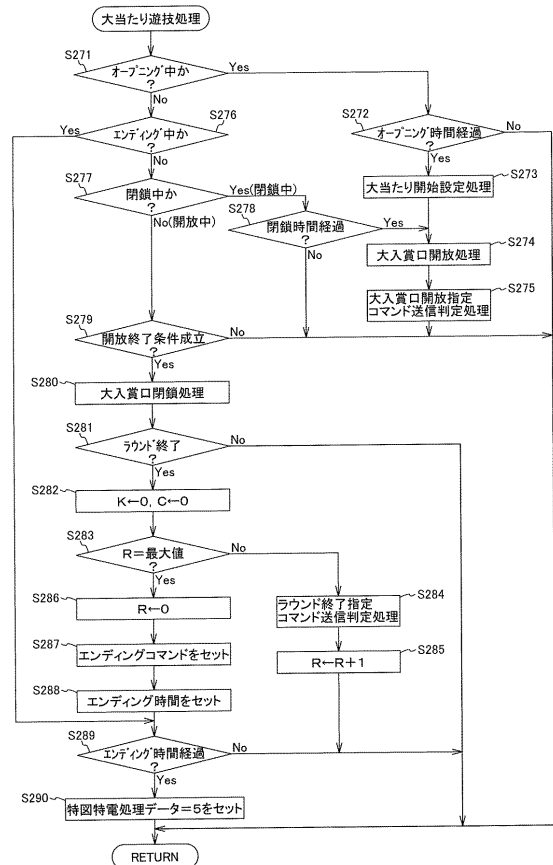 大当たり遊技処理
S271
オープニング中か
?
Yes
No
S276
エンディング中か
?
Yes
No
S272
オープニング時間経過
?
No
Yes
S277
閉鎖中か
?
Yes(閉鎖中)
No(開放中)
S273
大当たり開始設定処理
S278
閉鎖時間経過
?
Yes
No
S274
大入賞口開放処理
S275
大入賞口開放指定
コマンド送信判定処理
S279
開放終了条件成立
?
No
Yes
S280
大入賞口閉鎖処理
S281
ラウンド終了
?
No
Yes
S282
K←0, C←0
S283
R=最大値
?
No
Yes
S284
ラウンド終了指定
コマンド送信判定処理
S286
R←0
S285
R←R+1
S287
エンディングコマンドをセット
S288
エンディング時間をセット
S289
エンディング時間経過
?
No
Yes
S290
特図特電処理データ=5をセット
RETURN